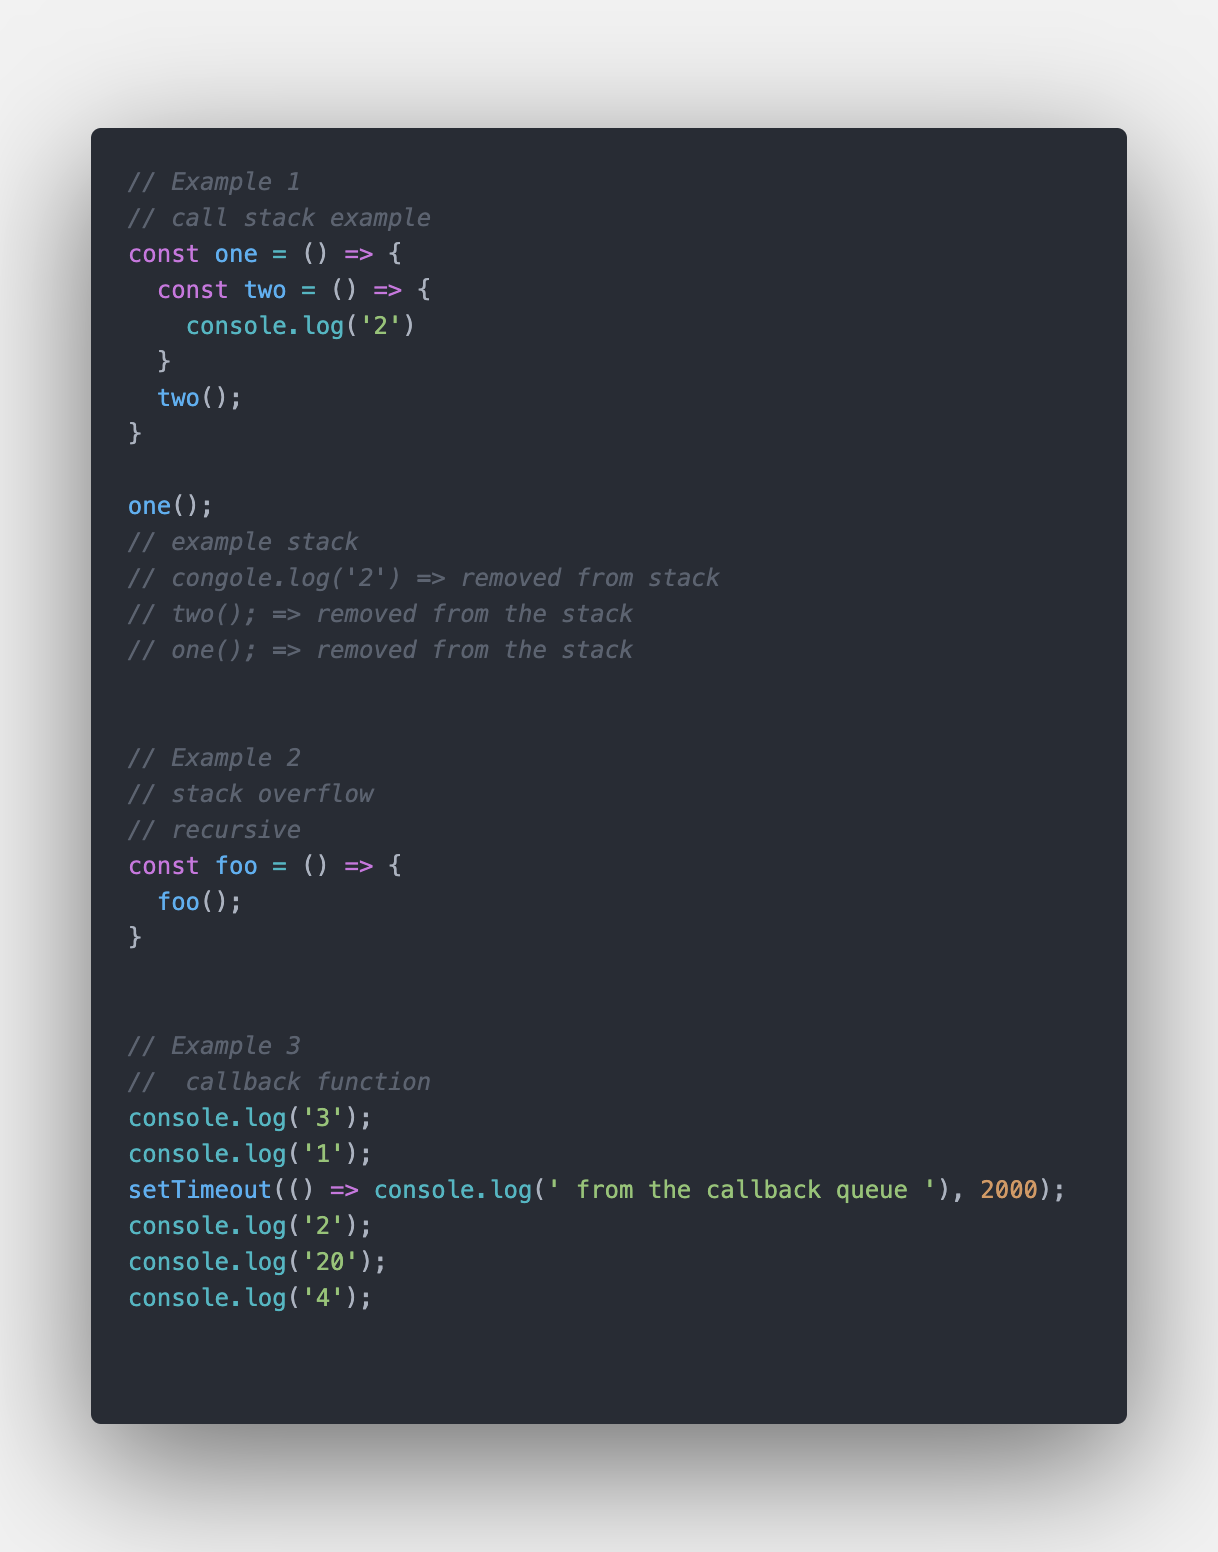 // Example 1
// call stack example
const one = () => {
  const two = () => {
    console.log('2')
  }
  two();
}

one();
// example stack
// congole.log('2') => removed from stack
// two(); => removed from the stack
// one(); => removed from the stack


// Example 2
// stack overflow
// recursive
const foo = () => {
  foo();
}


// Example 3
//  callback function
console.log('3');
console.log('1');
setTimeout(() => console.log(' from the callback queue '), 2000);
console.log('2');
console.log('20');
console.log('4');